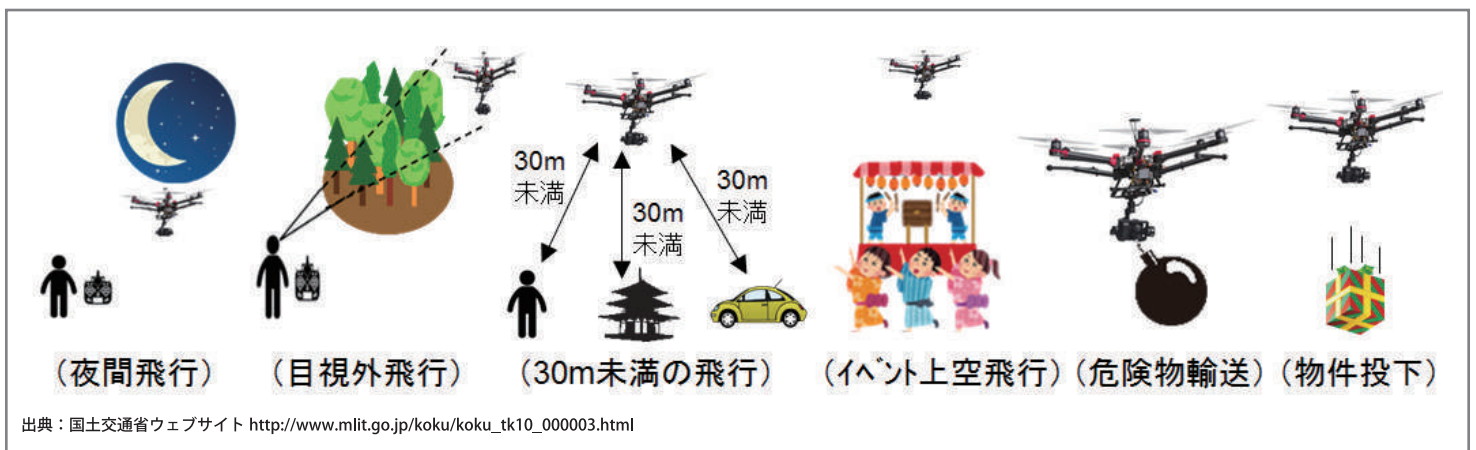 30m
未満
30m
未満
30m
未満
（夜間飛行）
（目視外飛行）
（30m未満の飛行）
（ｲﾍﾞﾝﾄ上空飛行）
（危険物輸送）
（物件投下）
出典：国土交通省ウェブサイト http://www.mlit.go.jp/koku/koku_tk10_000003.html